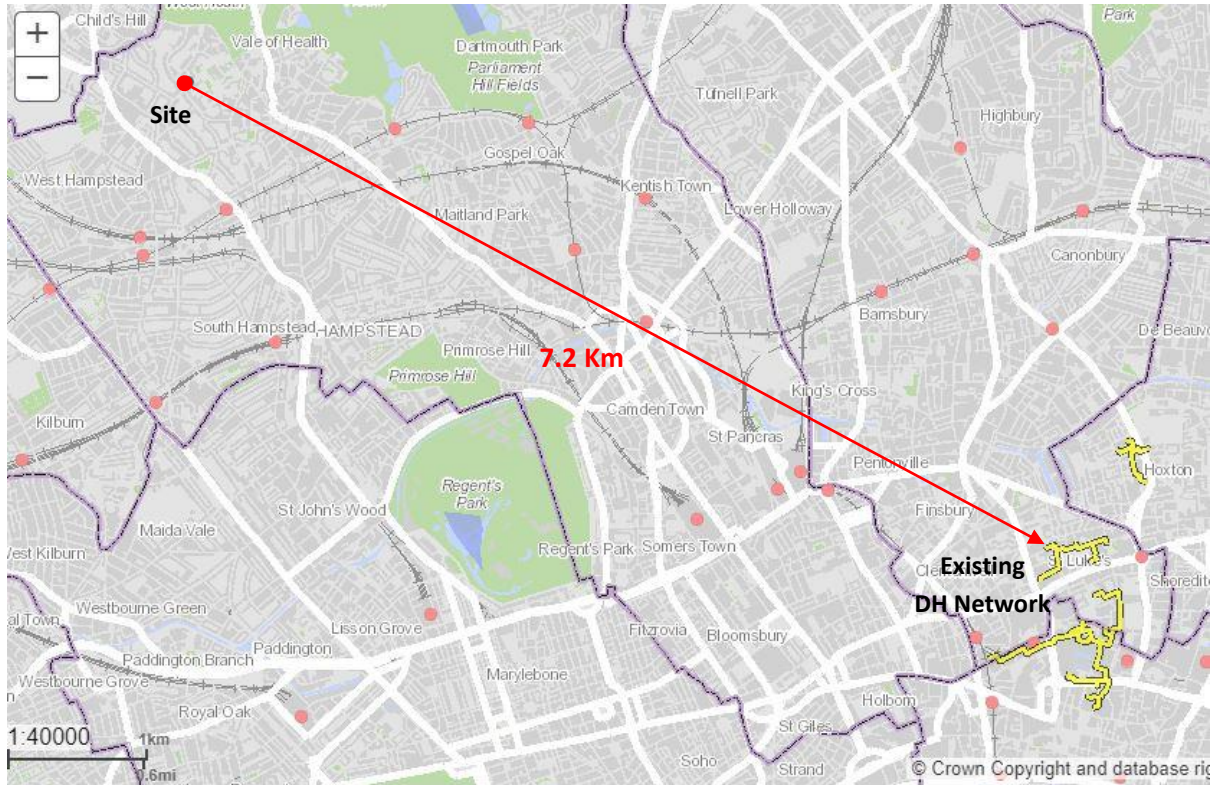 +
−
Child's Hill
Vale of Health
Dartmouth Park
Parliament
Hill Fields
Park
Tufnell Park
Highbury
Site
Gospel Oak
West Hampstead
Kentish Town
Maitland Park
Lower Holloway
Canonbury
Barnsbury
South Hampstead
HAMPSTEAD
De Beauvo
Primrose Hill
7.2 Km
Primrose Hill
King's Cross
Camden Town
Kilburn
St Pancras
Pentonville
Hoxton
Regent's
Park
St John's Wood
Finsbury
Maida Vale
West Kilburn
Regent's Park
Somers Town
Existing
DH Network
Shoredito
Westbourne Green
Lisson Grove
Fitzrovia
Bloomsbury
Paddington
Paddington Branch
Marylebone
Westbourne Grove
Holborn
Royal Oak
St Giles
1:40000
1km
0.6mi
Soho
Strand
© Crown Copyright and database rig